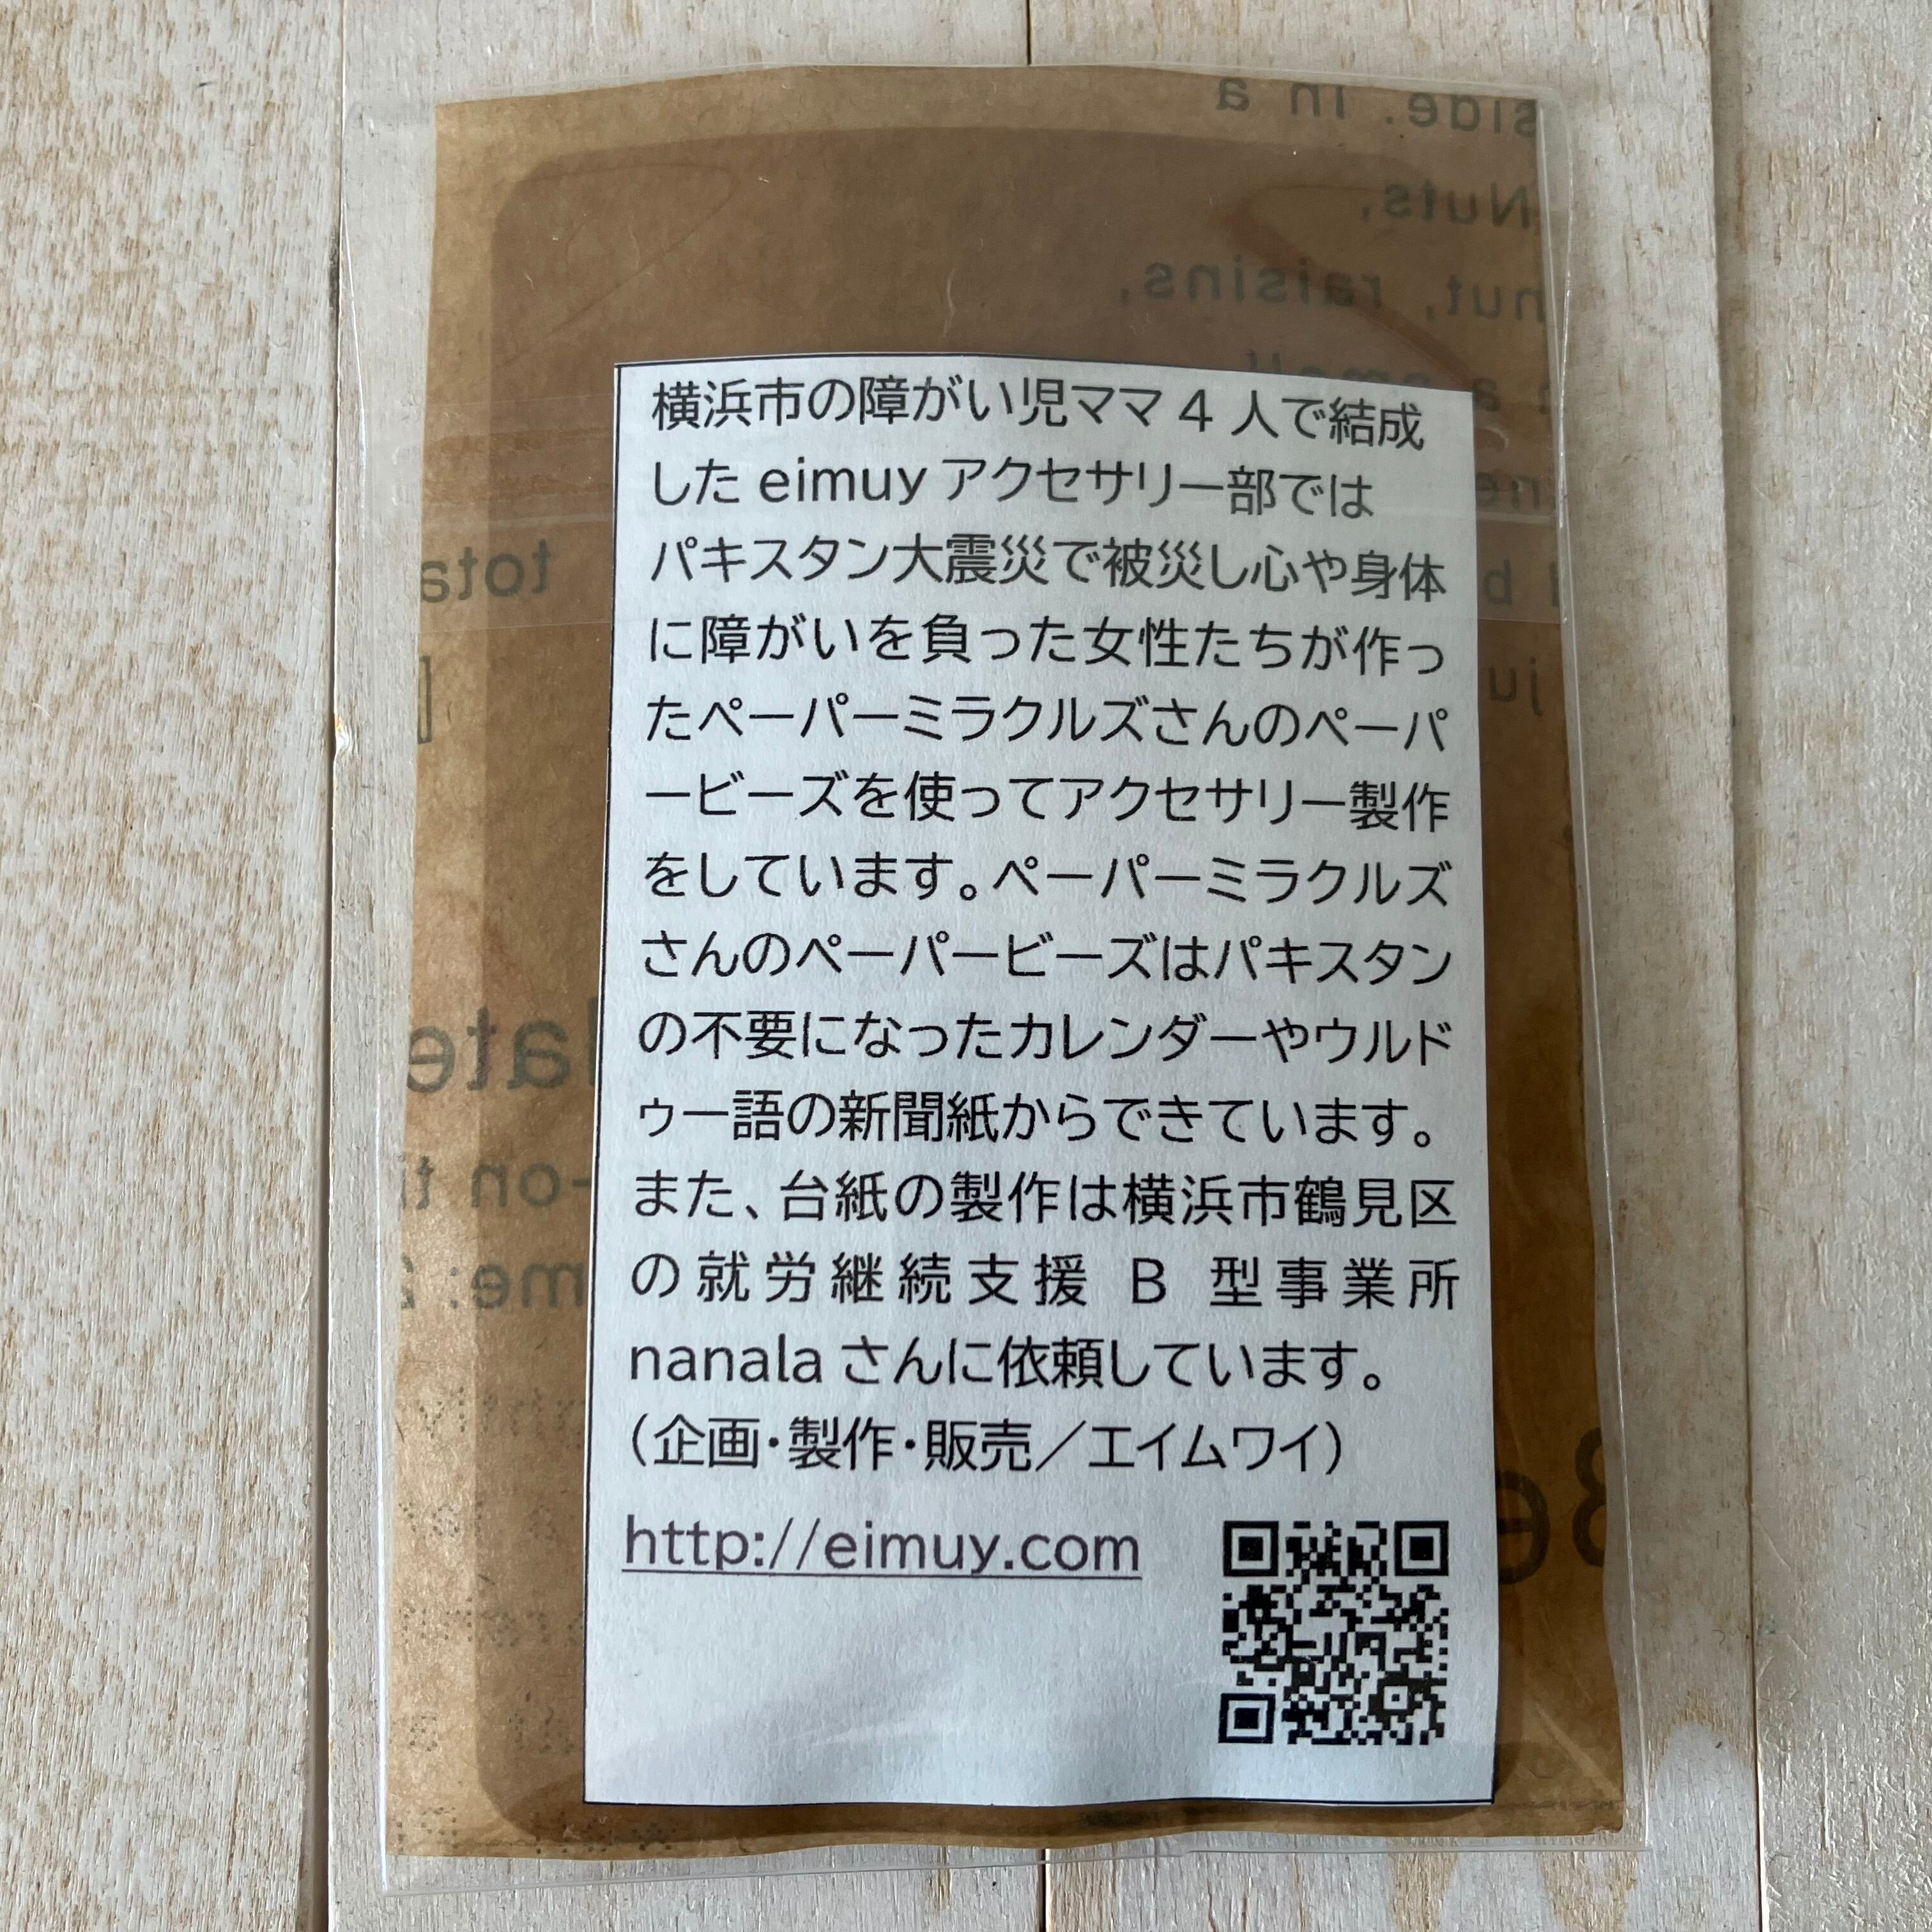 横浜市の障がい児ママ 4 人で結成
した eimuy アクセサリー部では
パキスタン大震災で被災し心や身体
に障がいを負った女性たちが作っ
たペーパーミラクルズさんのペーパ
ービーズを使ってアクセサリー製作
をしています。ペーパーミラクルズ
さんのペーパービーズはパキスタン
の不要になったカレンダーやウルド
ゥー語の新聞紙からできています。
また、台紙の製作は横浜市鶴見区
の就労継続支援 B 型事業所
nanala さんに依頼しています。
（企画・製作・販売／エイムワイ）
http://eimuy.com
side. In a
Nuts,
nut, raisins,